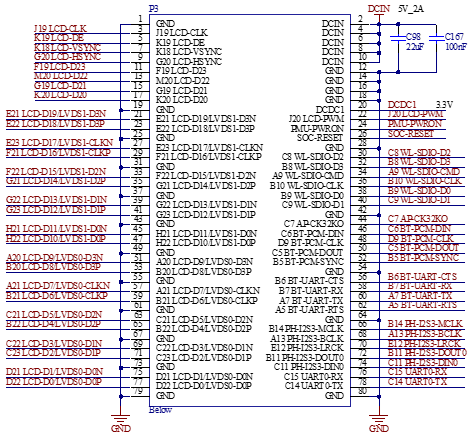 P3 DCIN 5V_2A
1 GND DCIN 2
J19 LCD-CLK 3 J19 LCD-CLK DCIN 4
K19 LCD-DE 5 K19 LCD-DE DCIN 6
K18 LCD-VSYNC 7 K18 LCD-VSYNC DCIN 8
G20 LCD-HSYNC 9 G20 LCD-HSYNC DCIN 10
C98 22uF
C167 100nF
F19 LCD-D23 11 F19 LCD-D23 GND 12
M20 LCD-D22 13 M20 LCD-D22 GND 14
G19 LCD-D21 15 G19 LCD-D21 GND 16
K20 LCD-D20 17 K20 LCD-D20 GND 18
19 GND DCDC1 20 DCDC1 3.3V
E21 LCD-D19/LVDS1-D3N 21 E21 LCD-D19/LVDS1-D3N J20 LCD-PWM 22 J20 LCD-PWM
E22 LCD-D18/LVDS1-D3P 23 E22 LCD-D18/LVDS1-D3P PMU-PWRON 24 PMU-PWRON
25 GND SOC-RESET 26 SOC-RESET
E23 LCD-D17/LVDS1-CLKN 27 E23 LCD-D17/LVDS1-CLKN GND 28
F21 LCD-D16/LVDS1-CLKP 29 F21 LCD-D16/LVDS1-CLKP C8 WL-SDIO-D2 30 C8 WL-SDIO-D2
31 GND B8 WL-SDIO-D3 32 B8 WL-SDIO-D3
F22 LCD-D15/LVDS1-D2N 33 F22 LCD-D15/LVDS1-D2N A9 WL-SDIO-CMD 34 A9 WL-SDIO-CMD
G21 LCD-D14/LVDS1-D2P 35 G21 LCD-D14/LVDS1-D2P B10 WL-SDIO-CLK 36 B10 WL-SDIO-CLK
37 GND B9 WL-SDIO-D0 38 B9 WL-SDIO-D0
G22 LCD-D13/LVDS1-D1N 39 G22 LCD-D13/LVDS1-D1N C9 WL-SDIO-D1 40 C9 WL-SDIO-D1
G23 LCD-D12/LVDS1-D1P 41 G23 LCD-D12/LVDS1-D1P GND 42
43 GND C7 AP-CK32KO 44 C7 AP-CK32KO
H21 LCD-D11/LVDS1-D0N 45 H21 LCD-D11/LVDS1-D0N C6 BT-PCM-DIN 46 C6 BT-PCM-DIN
H22 LCD-D10/LVDS1-D0P 47 H22 LCD-D10/LVDS1-D0P D9 BT-PCM-CLK 48 D9 BT-PCM-CLK
49 GND C5 BT-PCM-DOUT 50 C5 BT-PCM-DOUT
A20 LCD-D9/LVDS0-D3N 51 A20 LCD-D9/LVDS0-D3N B5 BT-PCM-SYNC 52 B5 BT-PCM-SYNC
B20 LCD-D8/LVDS0-D3P 53 B20 LCD-D8/LVDS0-D3P GND 54
55 GND B6 BT-UART-CTS 56 B6 BT-UART-CTS
A21 LCD-D7/LVDS0-CLKN 57 A21 LCD-D7/LVDS0-CLKN B7 BT-UART-RX 58 B7 BT-UART-RX
B21 LCD-D6/LVDS0-CLKP 59 B21 LCD-D6/LVDS0-CLKP A7 BT-UART-TX 60 A7 BT-UART-TX
61 GND A5 BT-UART-RTS 62 A5 BT-UART-RTS
C21 LCD-D5/LVDS0-D2N 63 C21 LCD-D5/LVDS0-D2N GND 64
B22 LCD-D4/LVDS0-D2P 65 B22 LCD-D4/LVDS0-D2P B14 PH-I2S3-MCLK 66 B14 PH-I2S3-MCLK
67 GND A13 PH-I2S3-BCLK 68 A13 PH-I2S3-BCLK
C22 LCD-D3/LVDS0-D1N 69 C22 LCD-D3/LVDS0-D1N E12 PH-I2S3-LRCK 70 E12 PH-I2S3-LRCK
C23 LCD-D2/LVDS0-D1P 71 C23 LCD-D2/LVDS0-D1P B11 PH-I2S3-DOUT0 72 B11 PH-I2S3-DOUT0
73 GND C11 PH-I2S3-DIN0 74 C11 PH-I2S3-DIN0
D21 LCD-D1/LVDS0-D0N 75 D21 LCD-D1/LVDS0-D0N C15 UART0-RX 76 C15 UART0-RX
D22 LCD-D0/LVDS0-D0P 77 D22 LCD-D0/LVDS0-D0P C14 UART0-TX 78 C14 UART0-TX
79 GND GND 80
Below
GND GND